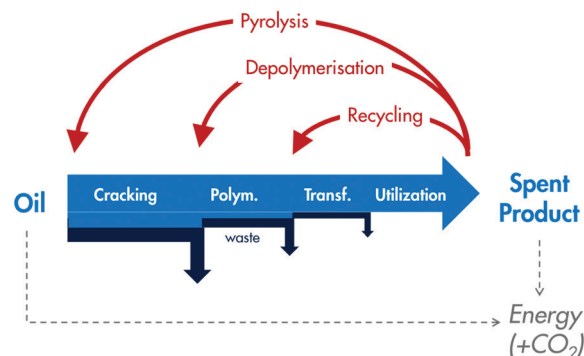 Pyrolysis
Depolymerisation
Recycling
Oil
Cracking
Polym.
Transf.
Utilization
Spent
Product
waste
Energy
(+CO₂)